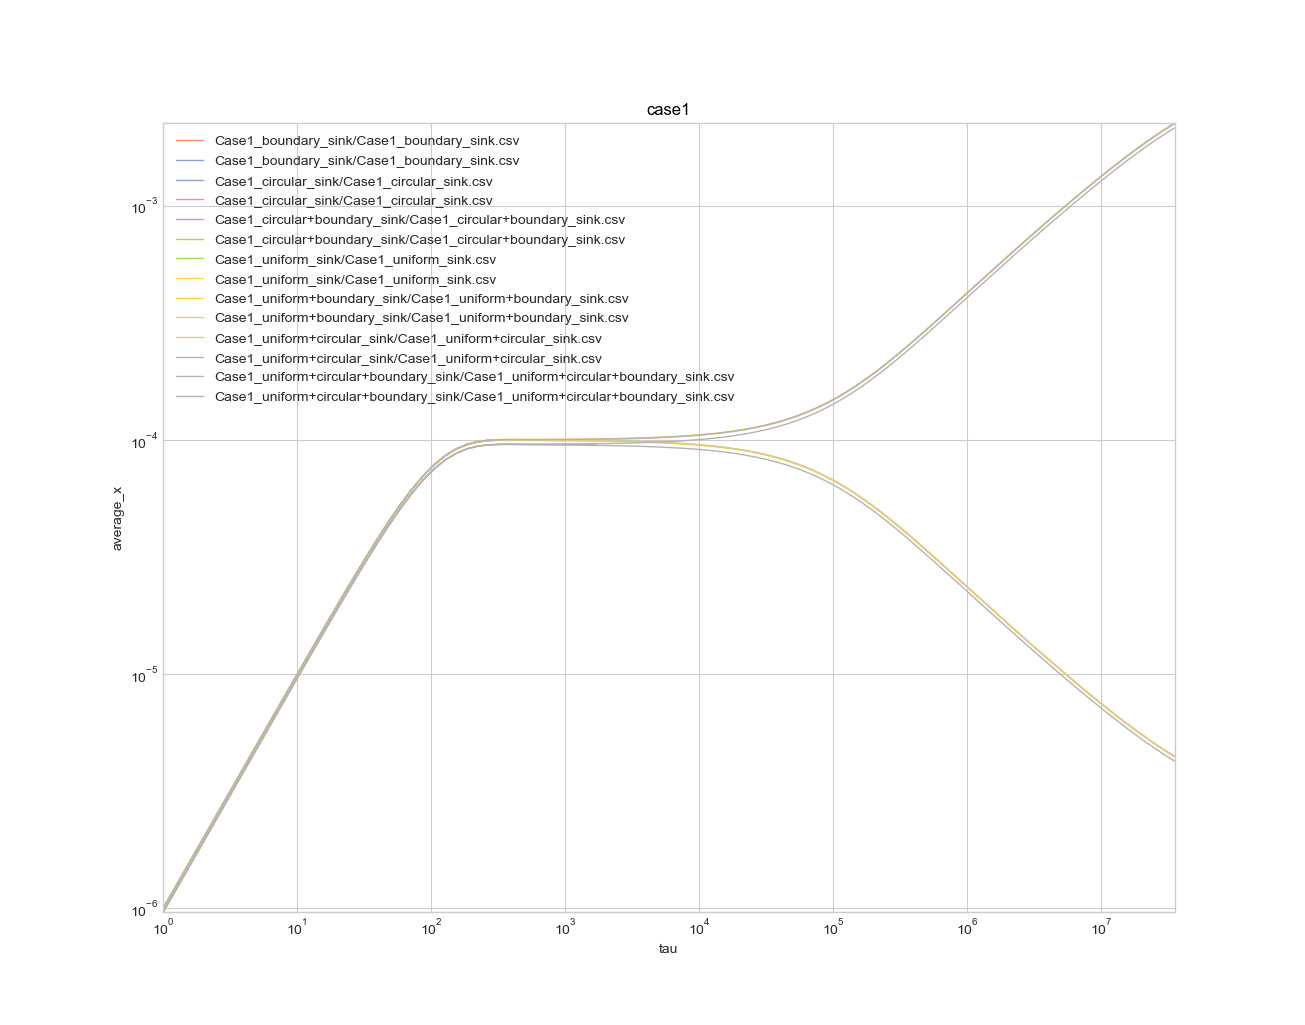 case1
Case1_boundary_sink/Case1_boundary_sink.csv
Case1_boundary_sink/Case1_boundary_sink.csv
Case1_circular_sink/Case1_circular_sink.csv
Case1_circular_sink/Case1_circular_sink.csv
Case1_circular+boundary_sink/Case1_circular+boundary_sink.csv
Case1_circular+boundary_sink/Case1_circular+boundary_sink.csv
Case1_uniform_sink/Case1_uniform_sink.csv
Case1_uniform_sink/Case1_uniform_sink.csv
Case1_uniform+boundary_sink/Case1_uniform+boundary_sink.csv
Case1_uniform+boundary_sink/Case1_uniform+boundary_sink.csv
Case1_uniform+circular_sink/Case1_uniform+circular_sink.csv
Case1_uniform+circular_sink/Case1_uniform+circular_sink.csv
Case1_uniform+circular+boundary_sink/Case1_uniform+circular+boundary_sink.csv
Case1_uniform+circular+boundary_sink/Case1_uniform+circular+boundary_sink.csv
10⁻³
10⁻⁴
10⁻⁵
10⁻⁶
average_x
10⁰ 10¹ 10² 10³ 10⁴ 10⁵ 10⁶ 10⁷
tau